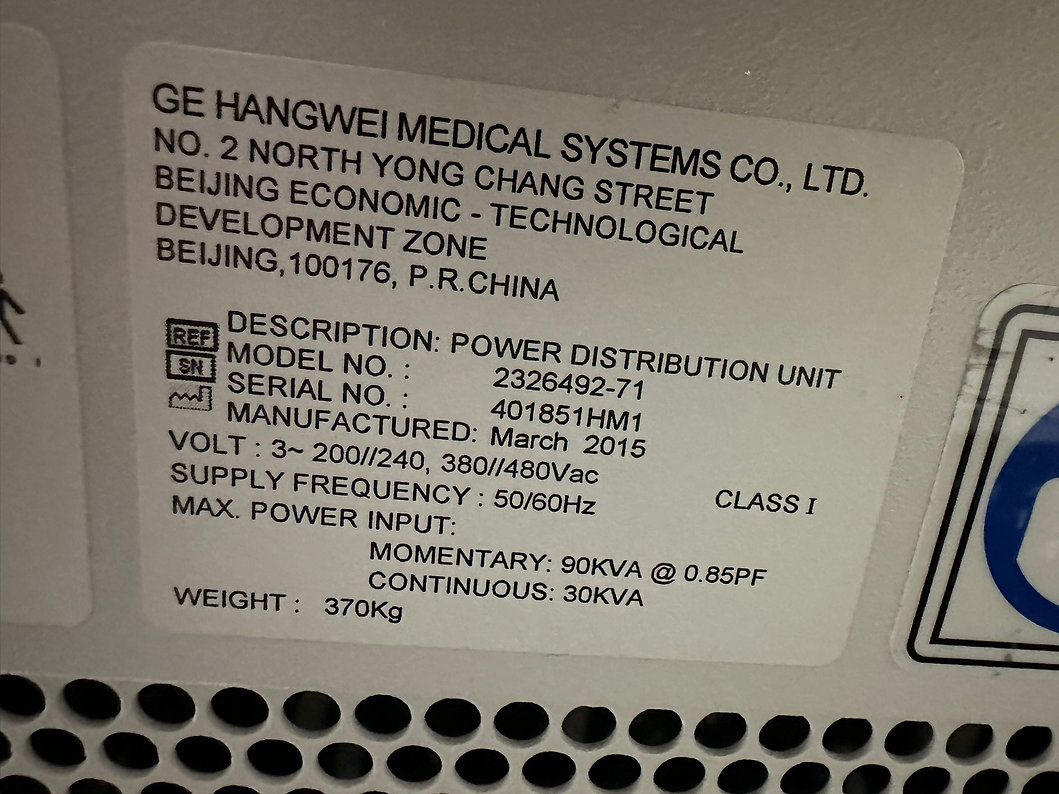 GE HANGWEI MEDICAL SYSTEMS CO., LTD.
NO. 2 NORTH YONG CHANG STREET
BEIJING ECONOMIC - TECHNOLOGICAL
DEVELOPMENT ZONE
BEIJING,100176, P.R.CHINA
DESCRIPTION: POWER DISTRIBUTION UNIT
REF MODEL NO. : 2326492-71
SN SERIAL NO. : 401851HM1
MANUFACTURED: March 2015
VOLT : 3~ 200//240, 380//480Vac
SUPPLY FREQUENCY : 50/60Hz CLASS I
MAX. POWER INPUT:
MOMENTARY: 90KVA @ 0.85PF
CONTINUOUS: 30KVA
WEIGHT : 370Kg